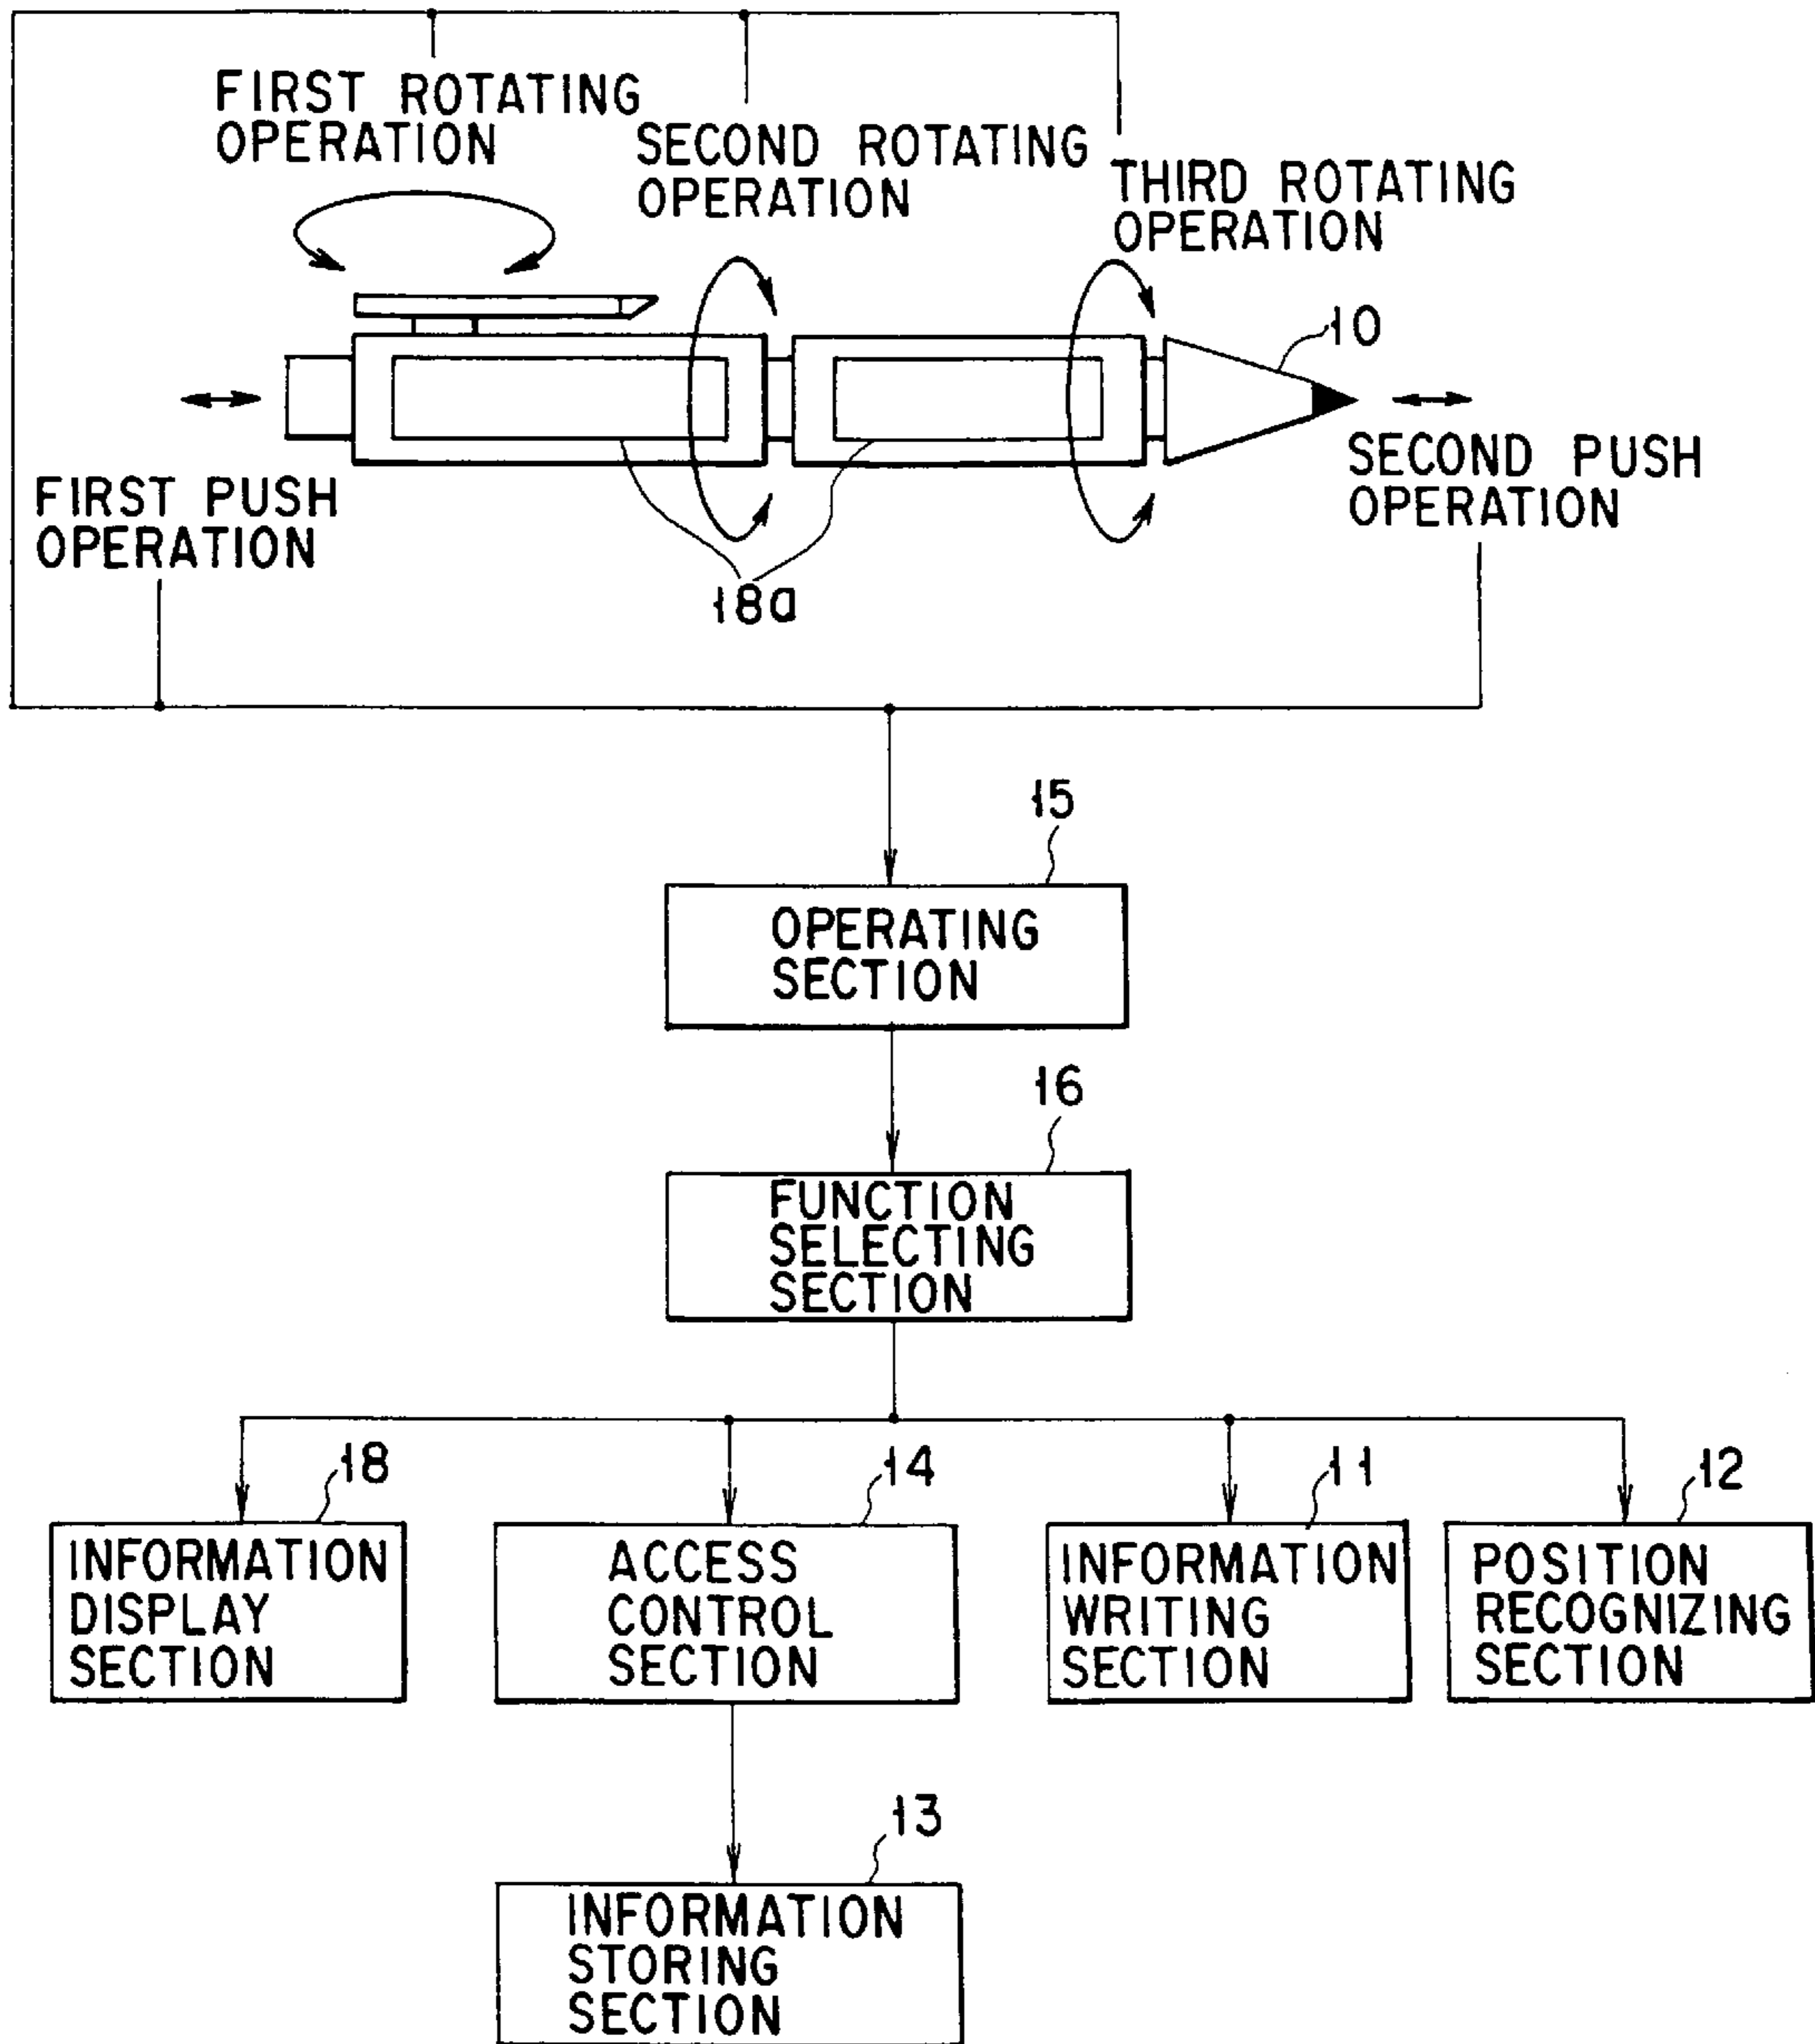 FIRST ROTATING
OPERATION
SECOND ROTATING
OPERATION
THIRD ROTATING
OPERATION
10
FIRST PUSH
OPERATION
SECOND PUSH
OPERATION
18a
15
OPERATING
SECTION
16
FUNCTION
SELECTING
SECTION
18
INFORMATION
DISPLAY
SECTION
14
ACCESS
CONTROL
SECTION
11
INFORMATION
WRITING
SECTION
12
POSITION
RECOGNIZING
SECTION
13
INFORMATION
STORING
SECTION